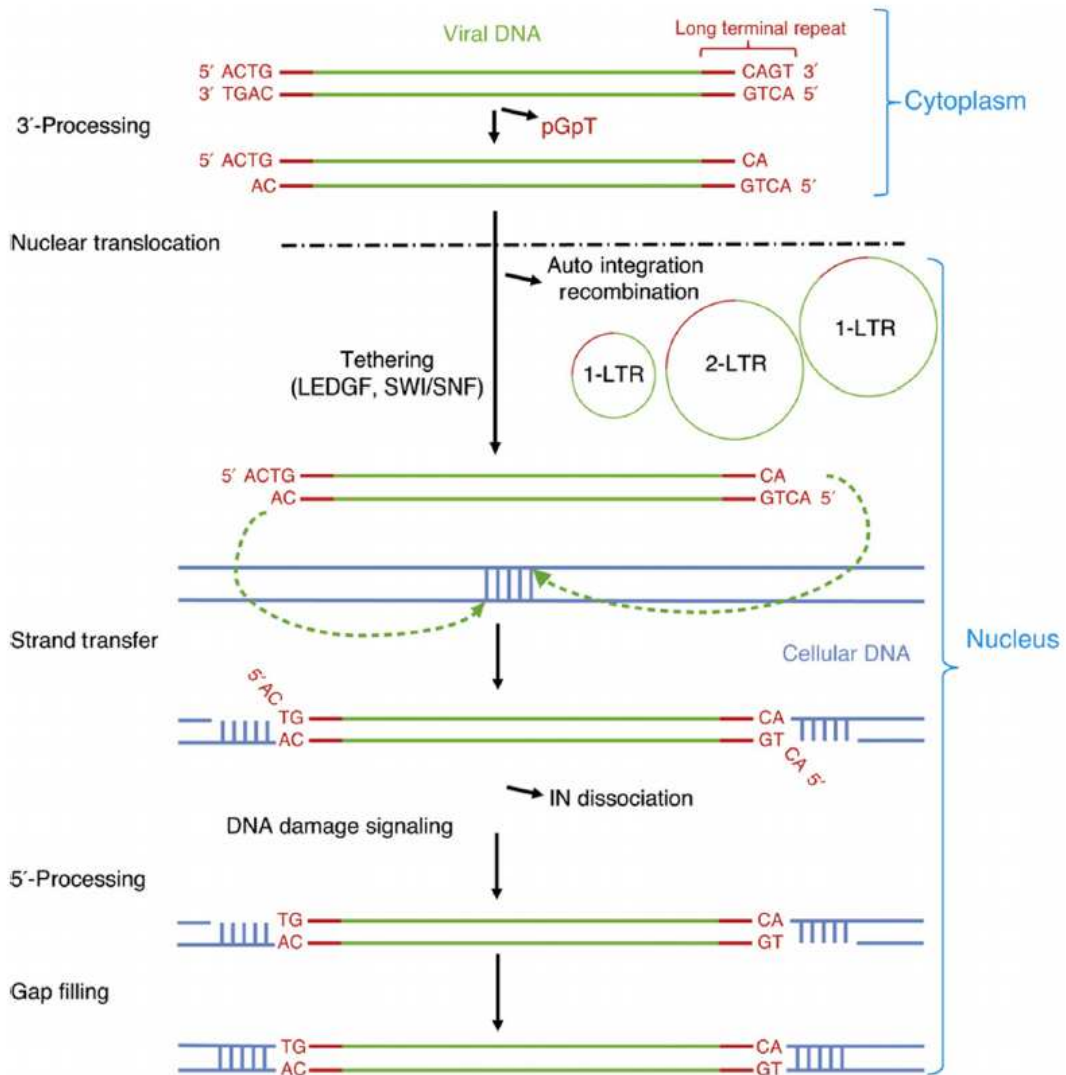 Viral DNA
Long terminal repeat
5′ ACTG CAGT 3′
3′ TGAC GTCA 5′
Cytoplasm
3′-Processing
pGpT
5′ ACTG CA
AC GTCA 5′
Nuclear translocation
Auto integration
recombination
1-LTR
2-LTR
1-LTR
Tethering
(LEDGF, SWI/SNF)
5′ ACTG CA
AC GTCA 5′
Strand transfer
Cellular DNA
Nucleus
5′ AC
TG CA
AC GT
CA 5′
IN dissociation
DNA damage signaling
5′-Processing
TG CA
AC GT
Gap filling
TG CA
AC GT